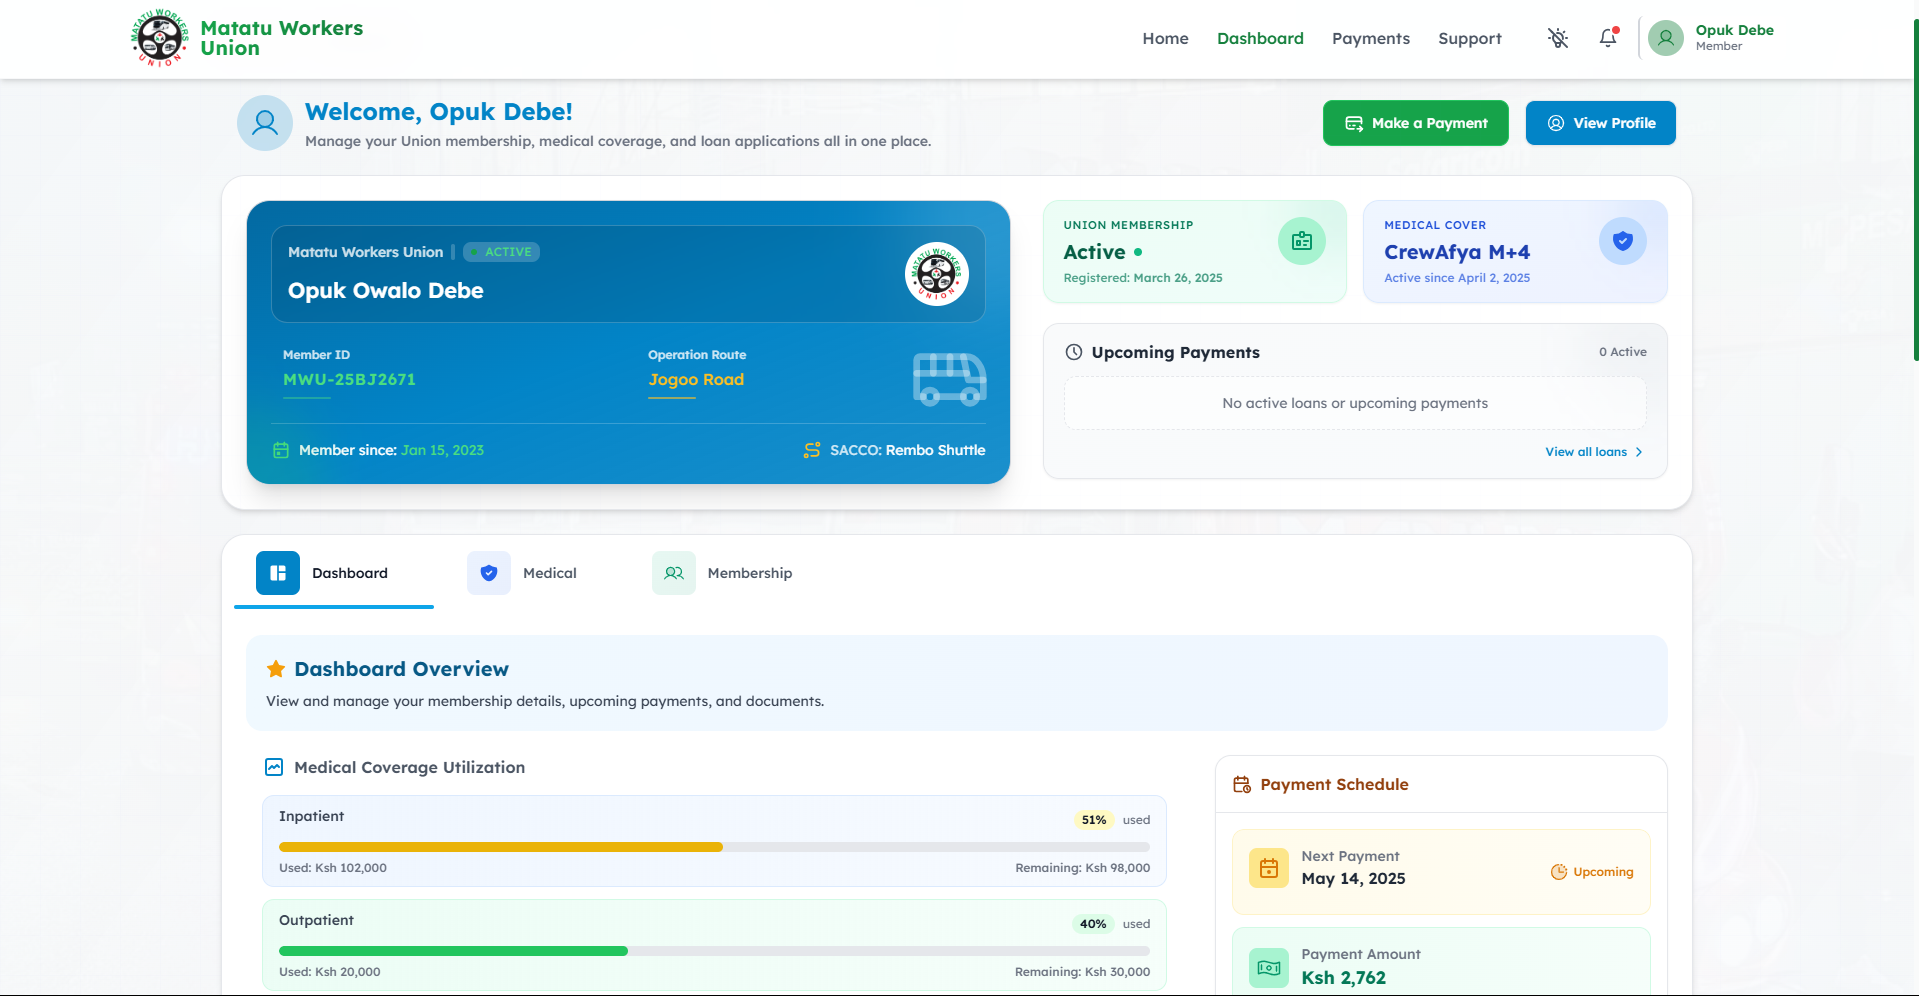 MATATU WORKERS
UNION
Matatu Workers
Union
Home
Dashboard
Payments
Support
Opuk Debe
Member
Welcome, Opuk Debe!
Manage your Union membership, medical coverage, and loan applications all in one place.
Make a Payment
View Profile
Matatu Workers Union
ACTIVE
Opuk Owalo Debe
MATATU WORKERS
UNION
Member ID
MWU-25BJ2671
Operation Route
Jogoo Road
Member since: Jan 15, 2023
SACCO: Rembo Shuttle
UNION MEMBERSHIP
Active
Registered: March 26, 2025
MEDICAL COVER
CrewAfya M+4
Active since April 2, 2025
Upcoming Payments
0 Active
No active loans or upcoming payments
View all loans
Dashboard
Medical
Membership
Dashboard Overview
View and manage your membership details, upcoming payments, and documents.
Medical Coverage Utilization
Inpatient
51% used
Used: Ksh 102,000
Remaining: Ksh 98,000
Outpatient
40% used
Used: Ksh 20,000
Remaining: Ksh 30,000
Payment Schedule
Next Payment
May 14, 2025
Upcoming
Payment Amount
Ksh 2,762